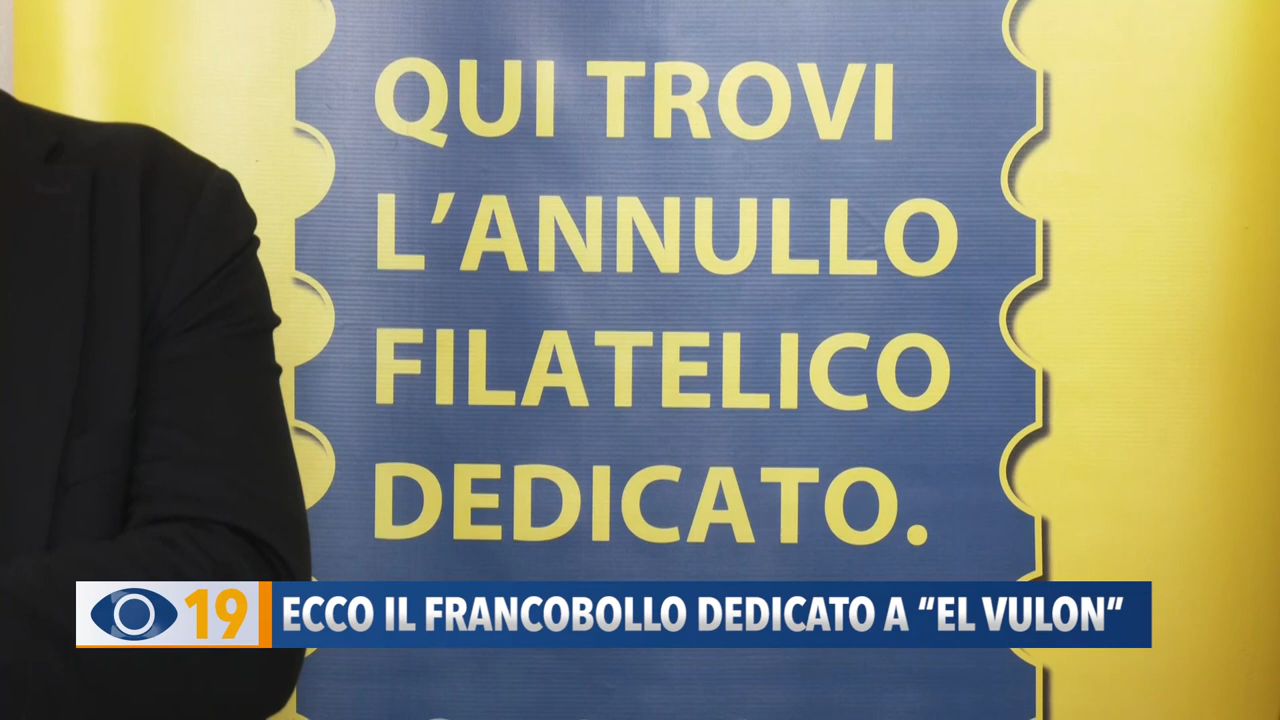 QUI TROVI
L'ANNULLO
FILATELICO
DEDICATO.
19 ECCO IL FRANCOBOLLO DEDICATO A “EL VULON”